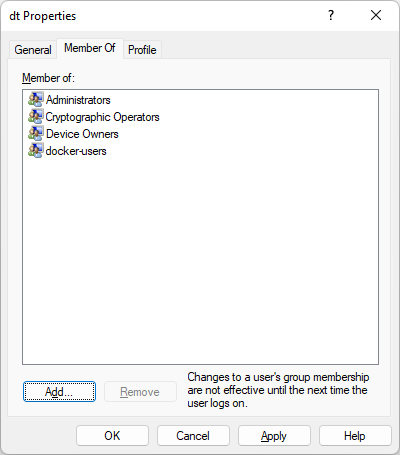 dt Properties
?
General Member Of Profile
Member of:
Administrators
Cryptographic Operators
Device Owners
docker-users
Add... Remove
Changes to a user's group membership
are not effective until the next time the
user logs on.
OK Cancel Apply Help